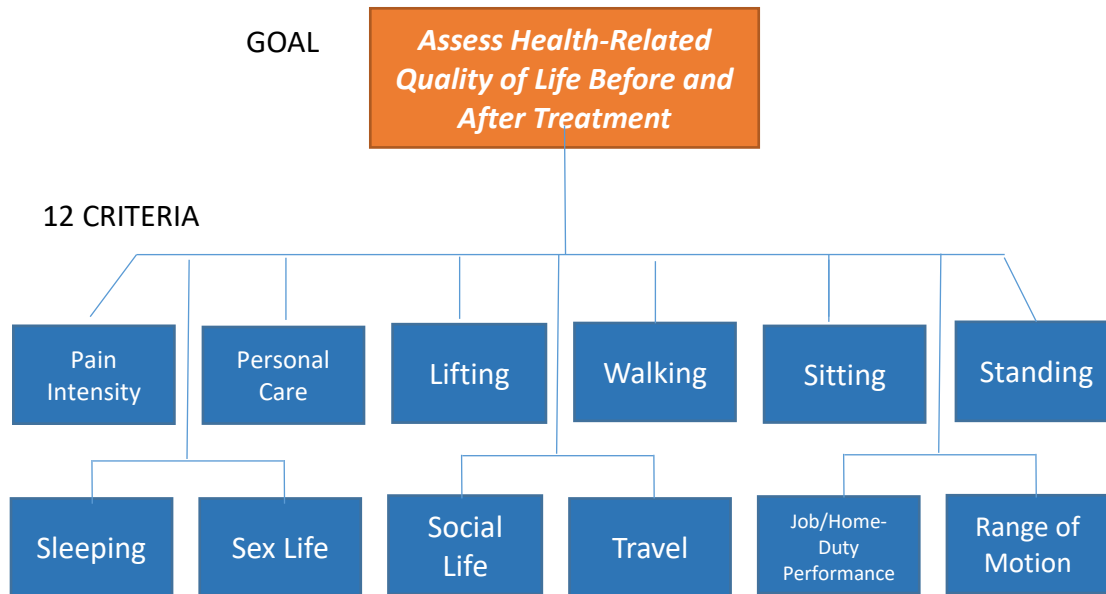 GOAL
Assess Health-Related
Quality of Life Before and
After Treatment
12 CRITERIA
Pain
Intensity
Personal
Care
Lifting
Walking
Sitting
Standing
Sleeping
Sex Life
Social
Life
Travel
Job/Home-
Duty
Performance
Range of
Motion